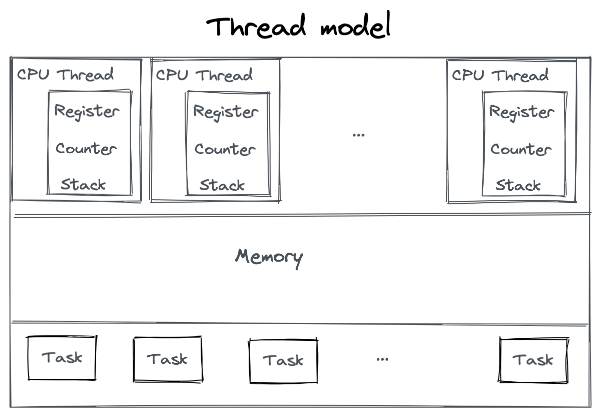 Thread model
CPU Thread
Register
Counter
Stack
CPU Thread
Register
Counter
Stack
...
CPU Thread
Register
Counter
Stack
Memory
Task
Task
Task
...
Task